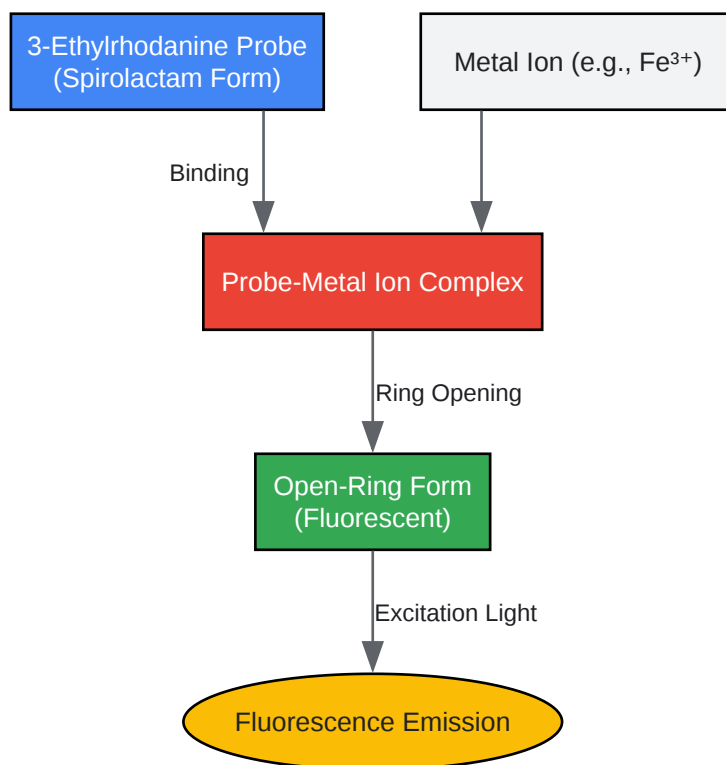 3-Ethylrhodanine Probe
(Spirolactam Form)
Metal Ion (e.g., Fe³⁺)
Binding
Probe-Metal Ion Complex
Ring Opening
Open-Ring Form
(Fluorescent)
Excitation Light
Fluorescence Emission